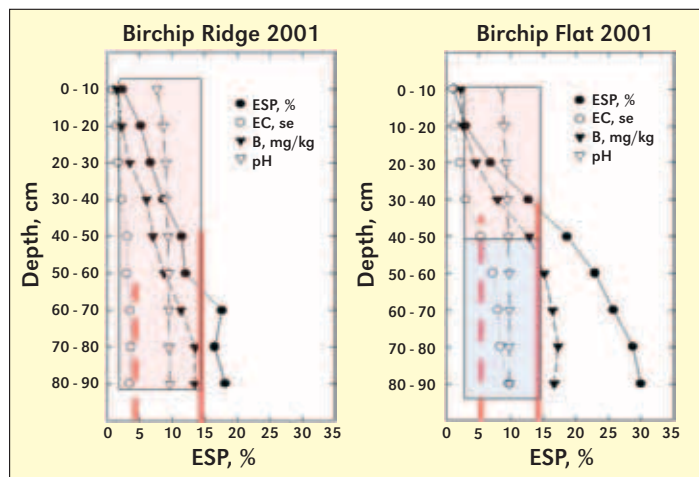 Birchip Ridge 2001
Depth, cm
0 - 10
10 - 20
20 - 30
30 - 40
40 - 50
50 - 60
60 - 70
70 - 80
80 - 90
ESP, %
EC, se
B, mg/kg
pH
0 5 10 15 20 25 30 35
ESP, %
Birchip Flat 2001
Depth, cm
0 - 10
10 - 20
20 - 30
30 - 40
40 - 50
50 - 60
60 - 70
70 - 80
80 - 90
ESP, %
EC, se
B, mg/kg
pH
0 5 10 15 20 25 30 35
ESP, %